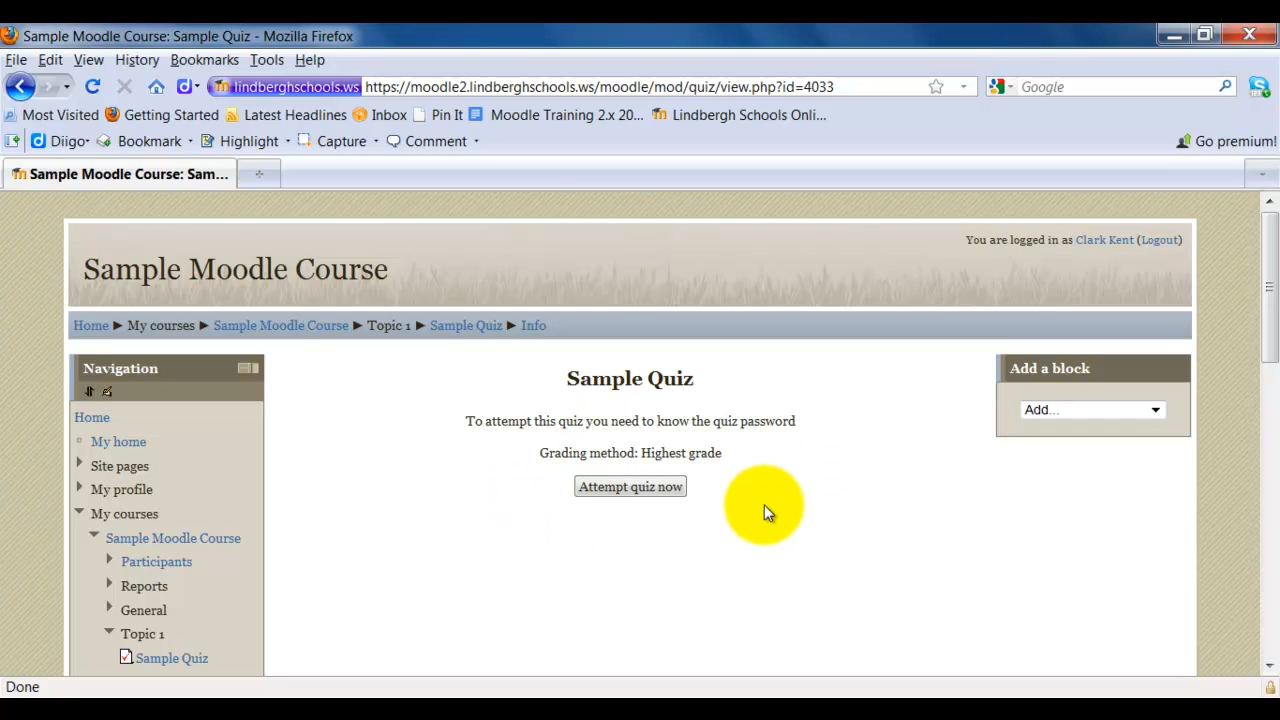 Sample Moodle Course: Sample Quiz - Mozilla Firefox
File Edit View History Bookmarks Tools Help
lindberghschools.ws https://moodle2.lindberghschools.ws/moodle/mod/quiz/view.php?id=4033 Google
Most Visited Getting Started Latest Headlines Inbox Pin It Moodle Training 2.x 20... Lindbergh Schools Onli...
Diigo Bookmark Highlight Capture Comment Go premium!
Sample Moodle Course: Sam...
You are logged in as Clark Kent (Logout)
Sample Moodle Course
Home ► My courses ► Sample Moodle Course ► Topic 1 ► Sample Quiz ► Info
Navigation
Home
My home
Site pages
My profile
My courses
Sample Moodle Course
Participants
Reports
General
Topic 1
Sample Quiz
Sample Quiz
To attempt this quiz you need to know the quiz password
Grading method: Highest grade
Attempt quiz now
Add a block
Add...
Done